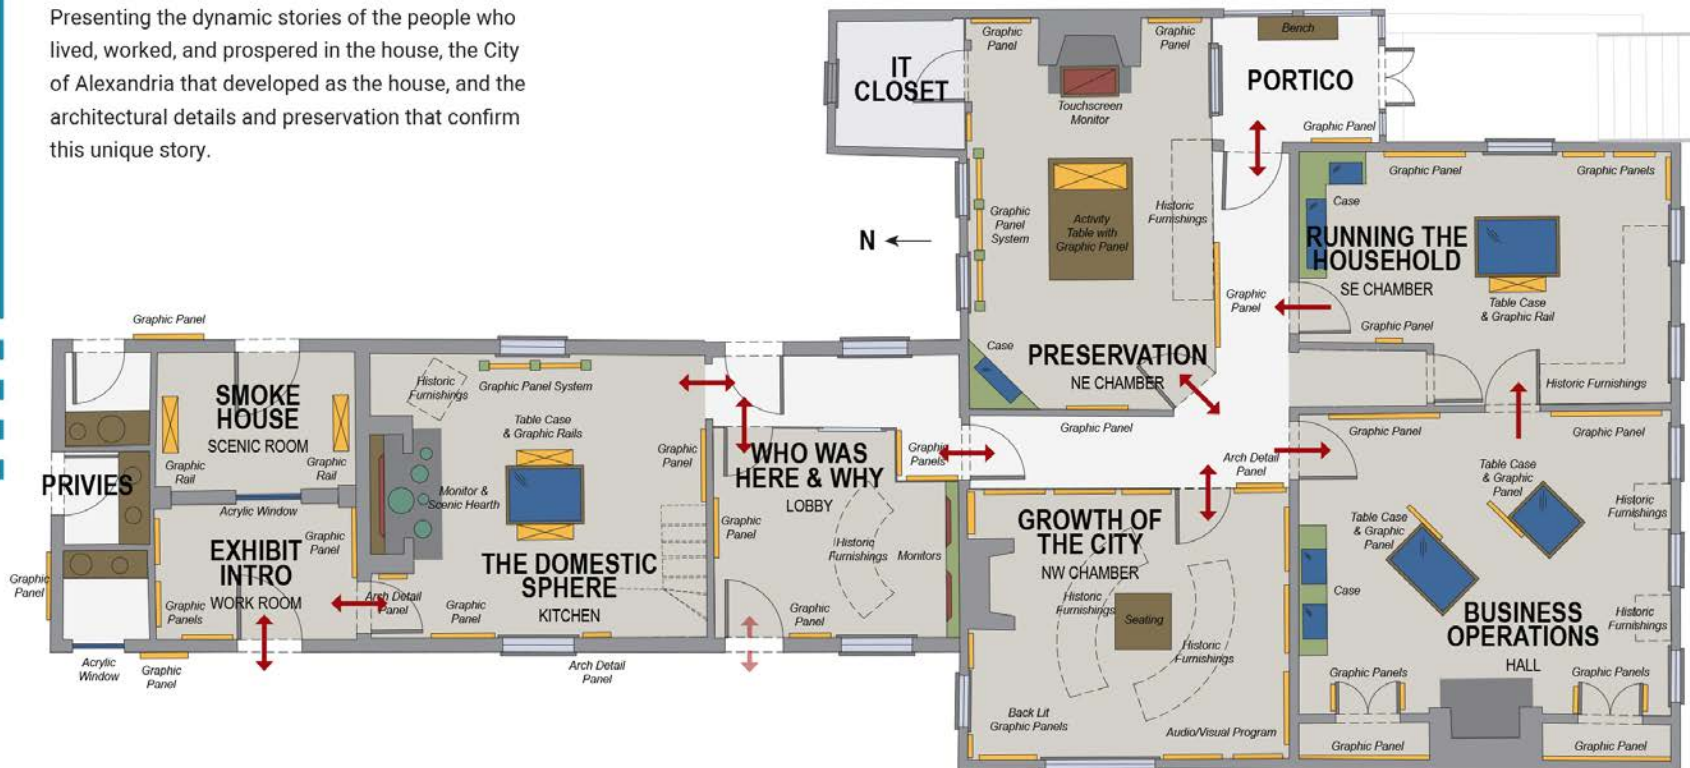 Presenting the dynamic stories of the people who
lived, worked, and prospered in the house, the City
of Alexandria that developed as the house, and the
architectural details and preservation that confirm
this unique story.
IT
CLOSET
Graphic
Panel
Graphic
Panel
Touchscreen
Monitor
Bench
PORTICO
Graphic Panel
N
Graphic
Panel
System
Activity
Table with
Graphic Panel
Historic
Furnishings
Graphic
Panel
Case
PRESERVATION
NE CHAMBER
Graphic Panel
Graphic Panel
Graphic Panels
Case
RUNNING THE
HOUSEHOLD
SE CHAMBER
Table Case
& Graphic Rail
Graphic Panel
Historic Furnishings
Graphic Panel
SMOKE
HOUSE
SCENIC ROOM
Graphic
Rail
Graphic
Rail
PRIVIES
Acrylic Window
EXHIBIT
INTRO
WORK ROOM
Graphic
Panel
Graphic
Panels
Graphic
Panel
Acrylic
Window
Graphic
Panel
Historic
Furnishings
Graphic Panel System
Table Case
& Graphic Rails
Graphic
Panel
Monitor &
Scenic Hearth
THE DOMESTIC
SPHERE
KITCHEN
Arch Detail
Panel
Graphic
Panel
Arch Detail
Panel
WHO WAS
HERE & WHY
LOBBY
Graphic
Panels
Graphic
Panel
Historic
Furnishings
Monitors
Graphic
Panel
Arch Detail
Panel
GROWTH OF
THE CITY
NW CHAMBER
Historic
Furnishings
Seating
Historic
Furnishings
Back Lit
Graphic Panels
Audio/Visual Program
Graphic Panel
Graphic Panel
Table Case
& Graphic
Panel
Table Case
& Graphic
Panel
Historic
Furnishings
Case
Historic
Furnishings
BUSINESS
OPERATIONS
HALL
Graphic Panels
Graphic Panels
Graphic Panel
Graphic Panel